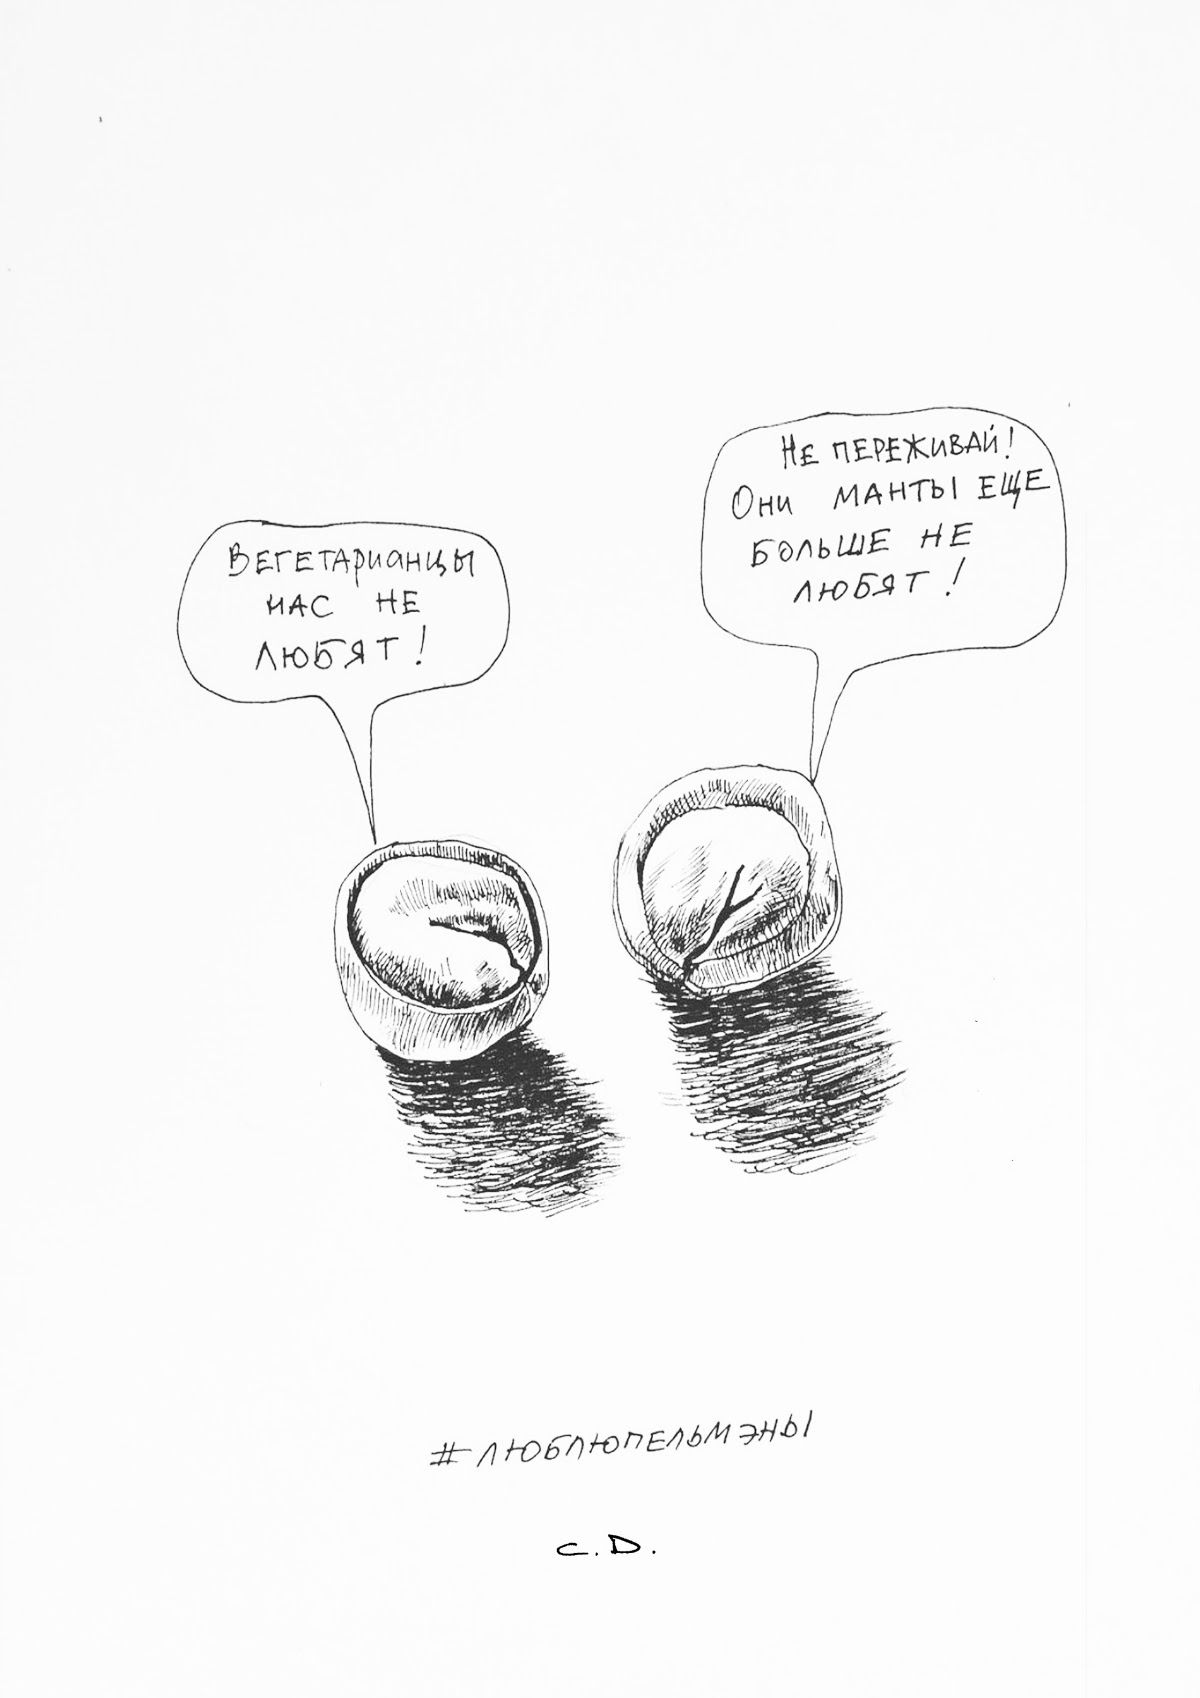 Вегетарианцы
нас не
любят!
Не переживай!
Они манты еще
больше не
любят!
#люблюпельмэны
C.D.